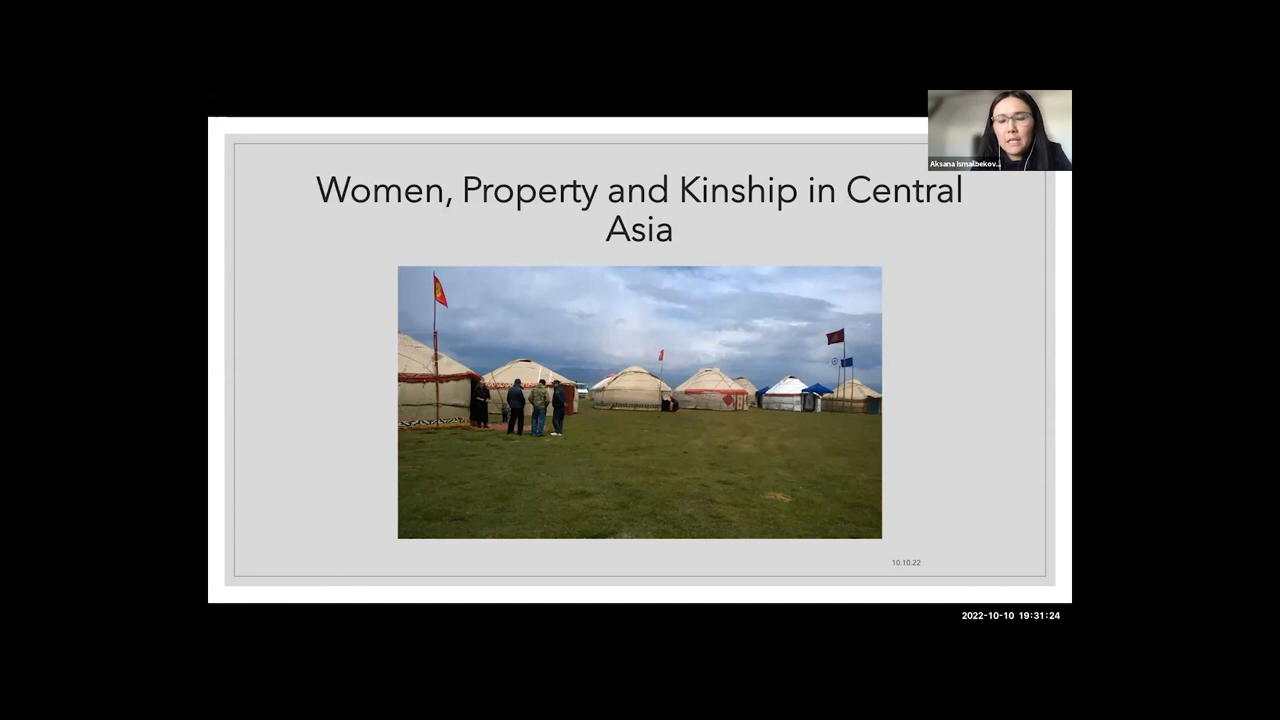 Aksana Ismailbekov...
Women, Property and Kinship in Central
Asia
10.10.22
2022-10-10 19:31:24